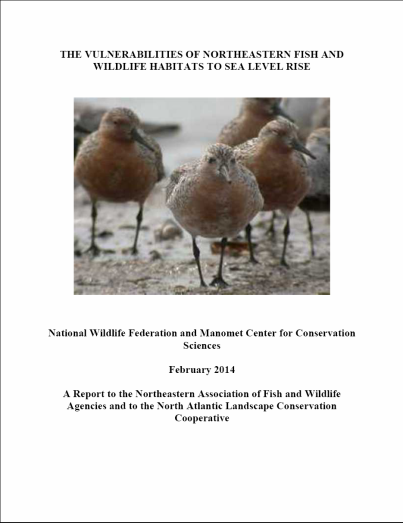 THE VULNERABILITIES OF NORTHEASTERN FISH AND
WILDLIFE HABITATS TO SEA LEVEL RISE
National Wildlife Federation and Manomet Center for Conservation
Sciences
February 2014
A Report to the Northeastern Association of Fish and Wildlife
Agencies and to the North Atlantic Landscape Conservation
Cooperative